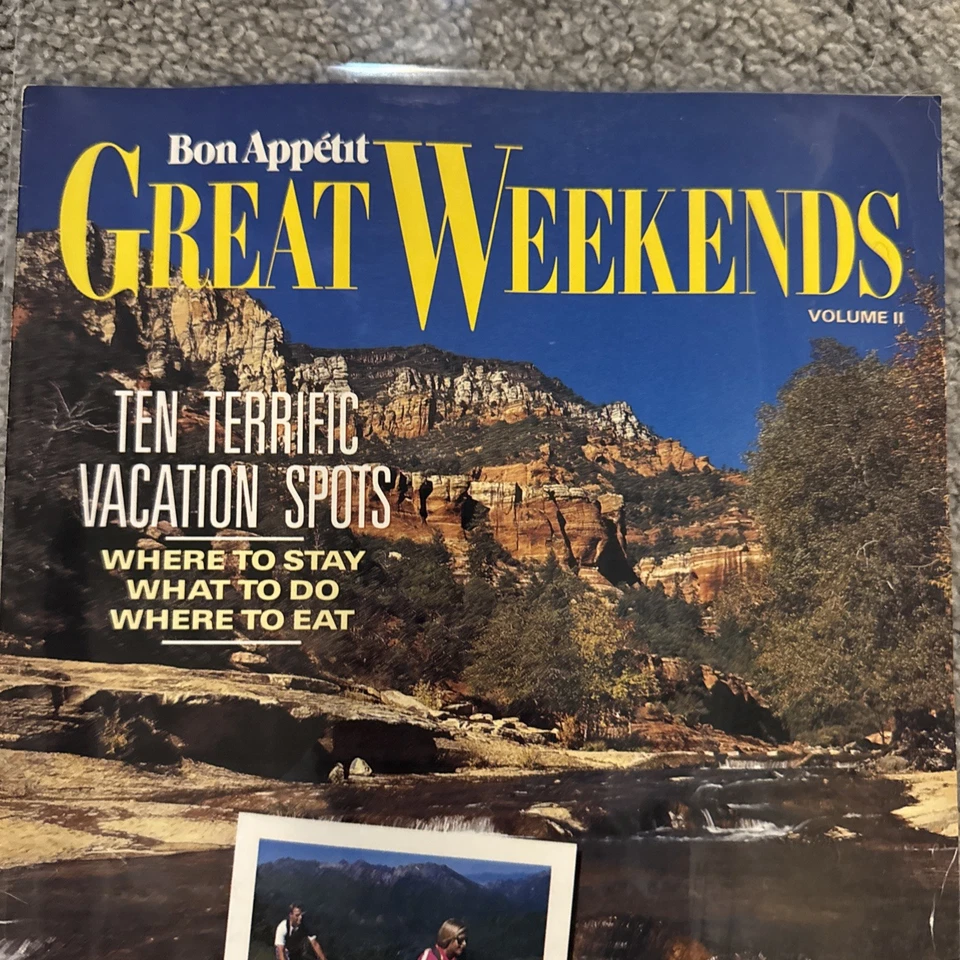 Bon Appétit
GREAT WEEKENDS
VOLUME II
TEN TERRIFIC
VACATION SPOTS
WHERE TO STAY
WHAT TO DO
WHERE TO EAT